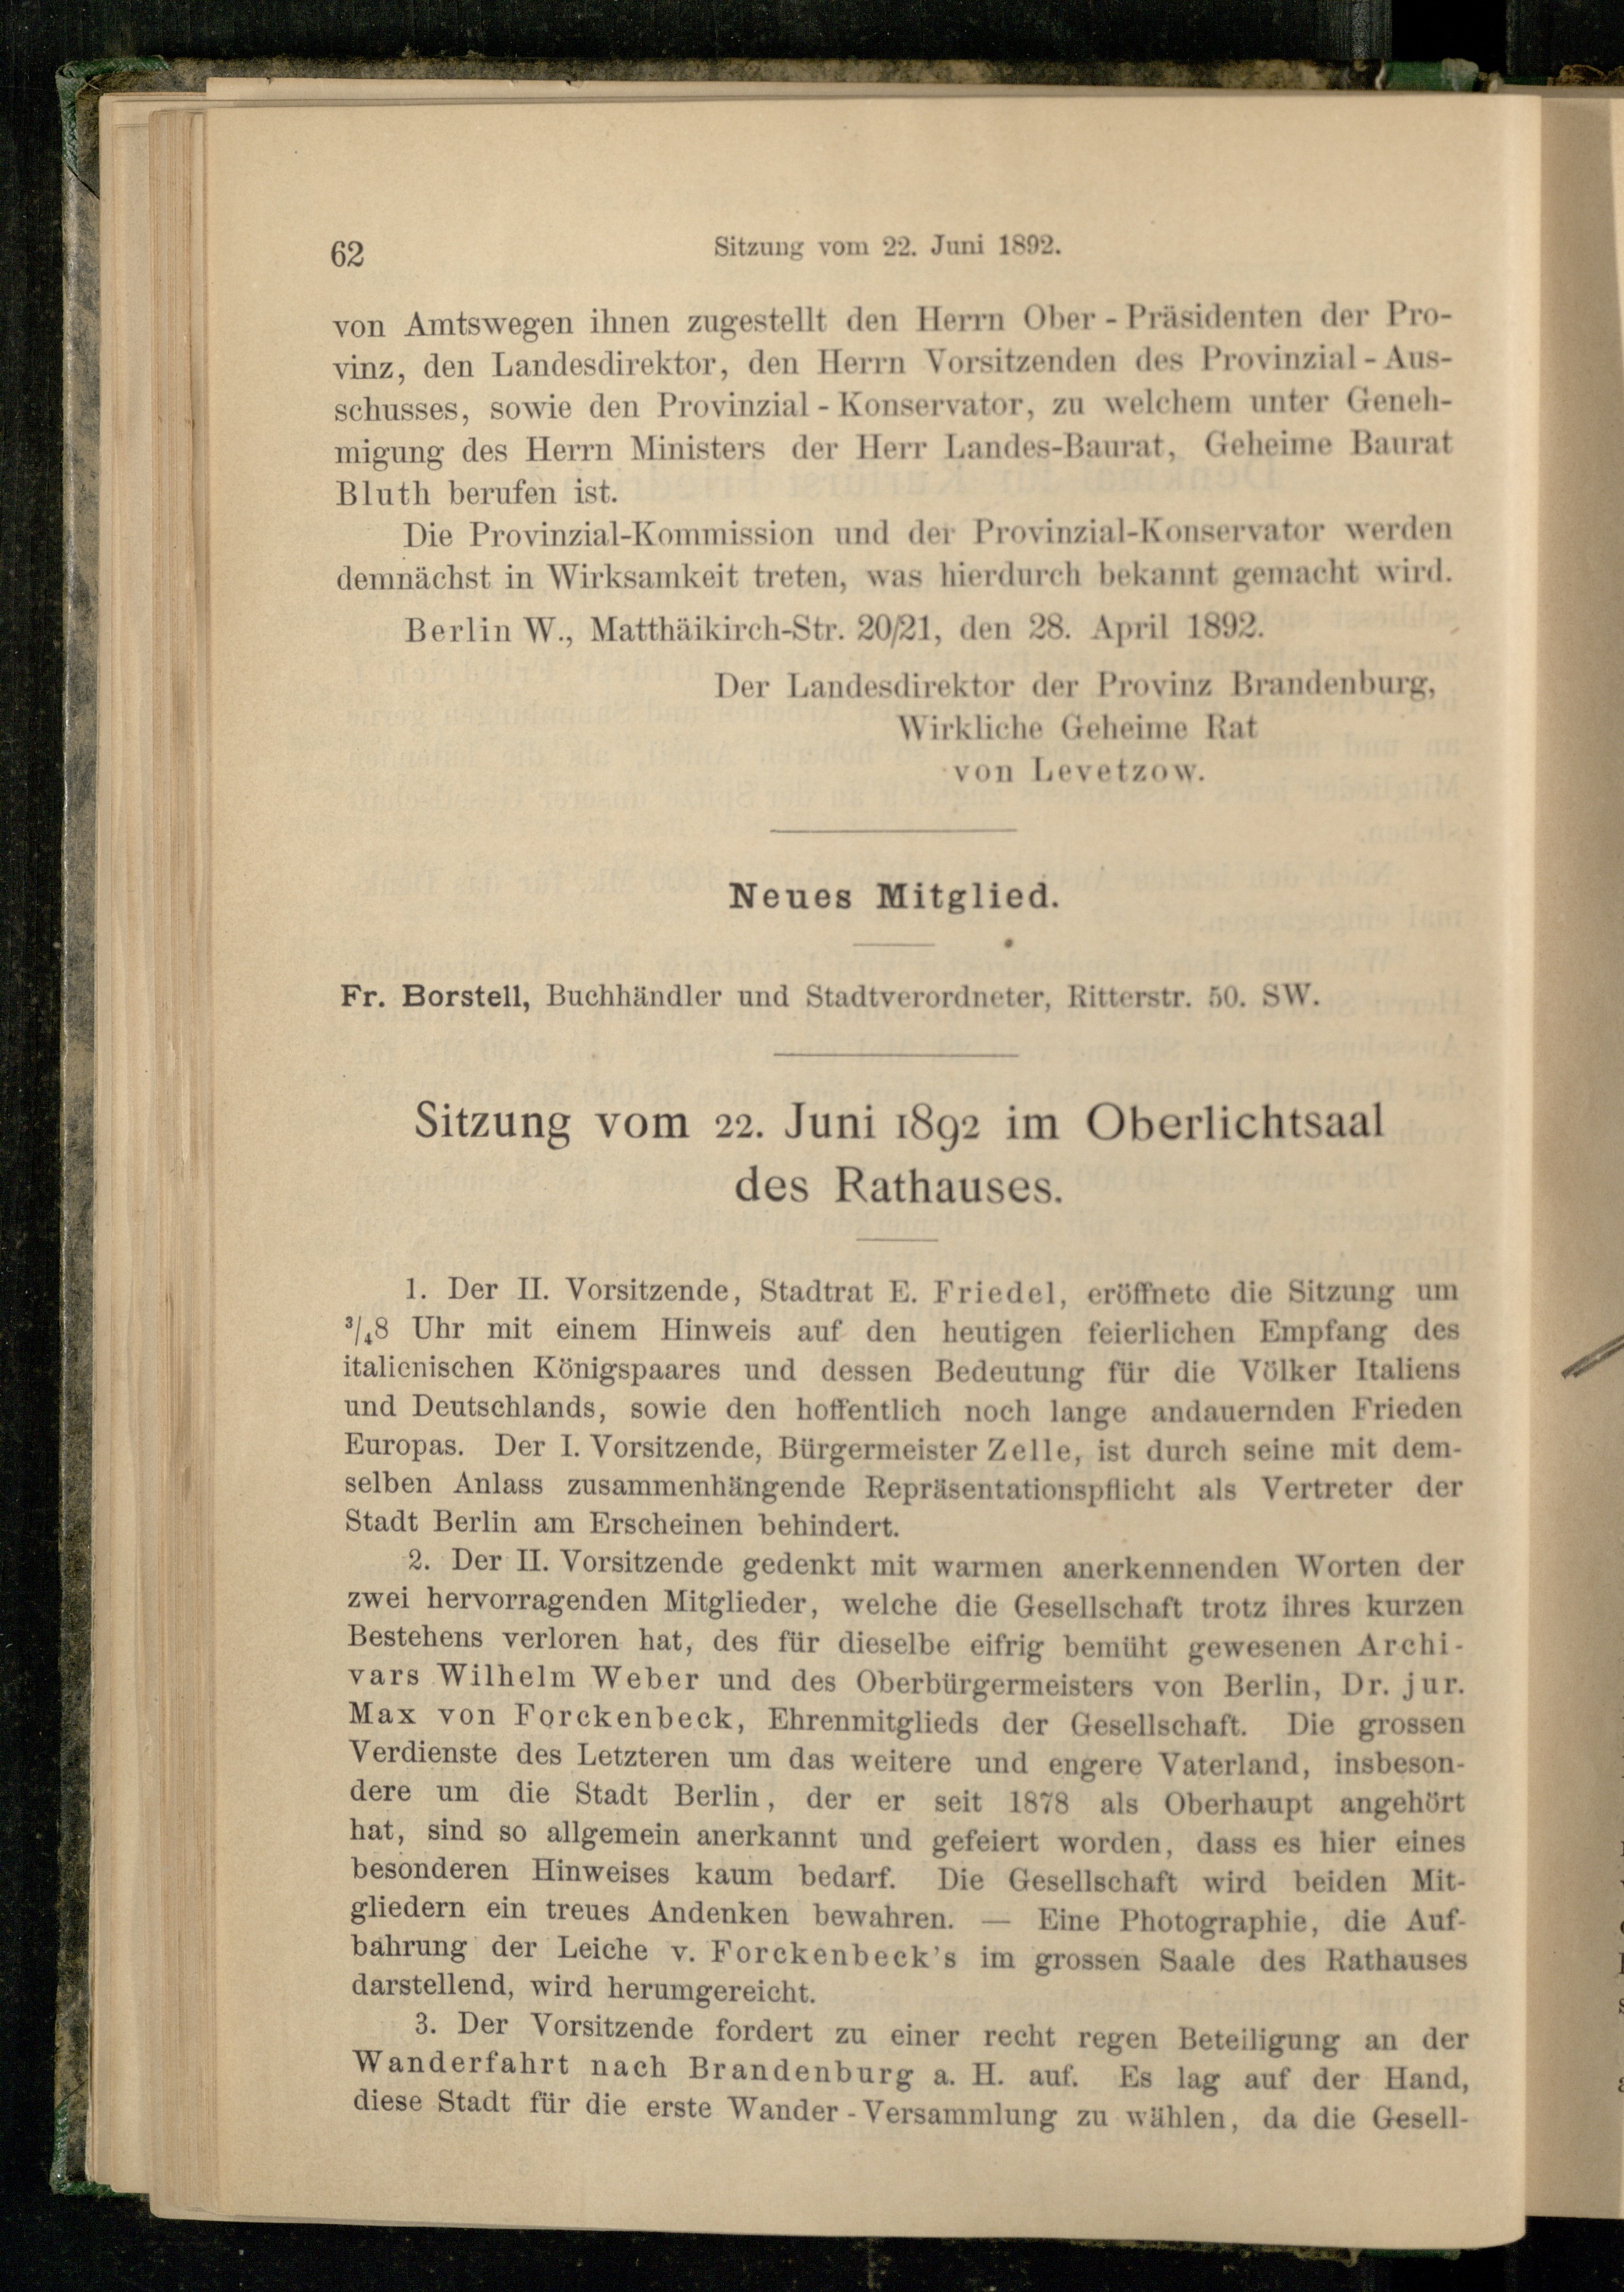 62
Sitzung vom 22. Juni 1892.
von Amtswegen ihnen zugestellt den Herrn Ober-Präsidenten der Pro-
vinz, den Landesdirektor, den Herrn Vorsitzenden des Provinzial-Aus-
schusses, sowie den Provinzial-Konservator, zu welchem unter Geneh-
migung des Herrn Ministers der Herr Landes-Baurat, Geheime Baurat
Bluth berufen ist.
Die Provinzial-Kommission und der Provinzial-Konservator werden
demnächst in Wirksamkeit treten, was hierdurch bekannt gemacht wird.
Berlin W., Matthäikirch-Str. 20/21, den 28. April 1892.
Der Landesdirektor der Provinz Brandenburg,
Wirkliche Geheime Rat
von Levetzow.
Neues Mitglied.
Fr. Borstell, Buchhändler und Stadtverordneter, Ritterstr. 50. SW.
Sitzung vom 22. Juni 1892 im Oberlichtsaal
des Rathauses.
1. Der II. Vorsitzende, Stadtrat E. Friedel, eröffnete die Sitzung um
3/48 Uhr mit einem Hinweis auf den heutigen feierlichen Empfang des
italienischen Königspaares und dessen Bedeutung für die Völker Italiens
und Deutschlands, sowie den hoffentlich noch lange andauernden Frieden
Europas. Der I. Vorsitzende, Bürgermeister Zelle, ist durch seine mit dem-
selben Anlass zusammenhängende Repräsentationspflicht als Vertreter der
Stadt Berlin am Erscheinen behindert.
2. Der II. Vorsitzende gedenkt mit warmen anerkennenden Worten der
zwei hervorragenden Mitglieder, welche die Gesellschaft trotz ihres kurzen
Bestehens verloren hat, des für dieselbe eifrig bemüht gewesenen Archi-
vars Wilhelm Weber und des Oberbürgermeisters von Berlin, Dr. jur.
Max von Forckenbeck, Ehrenmitglieds der Gesellschaft. Die grossen
Verdienste des Letzteren um das weitere und engere Vaterland, insbeson-
dere um die Stadt Berlin, der er seit 1878 als Oberhaupt angehört
hat, sind so allgemein anerkannt und gefeiert worden, dass es hier eines
besonderen Hinweises kaum bedarf. Die Gesellschaft wird beiden Mit-
gliedern ein treues Andenken bewahren. — Eine Photographie, die Auf-
bahrung der Leiche v. Forckenbeck's im grossen Saale des Rathauses
darstellend, wird herumgereicht.
3. Der Vorsitzende fordert zu einer recht regen Beteiligung an der
Wanderfahrt nach Brandenburg a. H. auf. Es lag auf der Hand,
diese Stadt für die erste Wander-Versammlung zu wählen, da die Gesell-